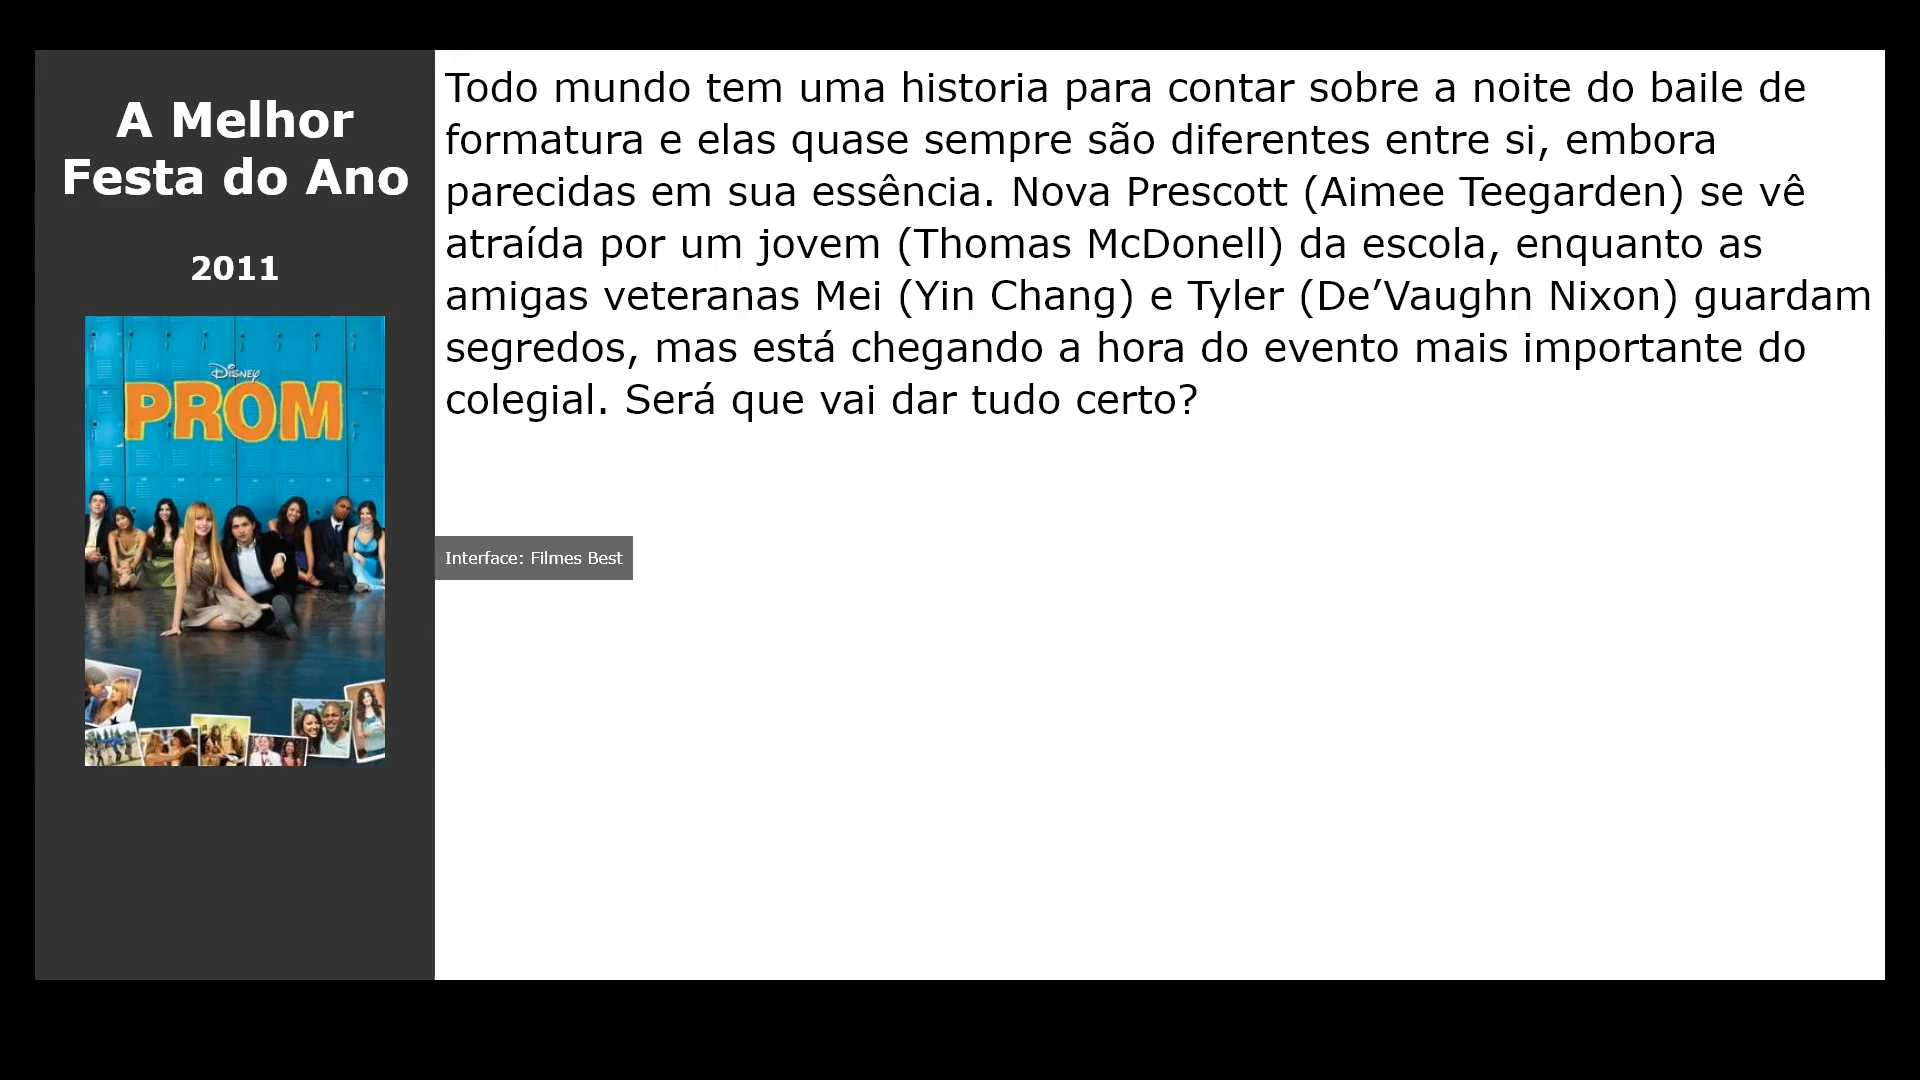 A Melhor
Festa do Ano
2011
Disney
PROM
Todo mundo tem uma historia para contar sobre a noite do baile de
formatura e elas quase sempre são diferentes entre si, embora
parecidas em sua essência. Nova Prescott (Aimee Teegarden) se vê
atraída por um jovem (Thomas McDonell) da escola, enquanto as
amigas veteranas Mei (Yin Chang) e Tyler (De’Vaughn Nixon) guardam
segredos, mas está chegando a hora do evento mais importante do
colegial. Será que vai dar tudo certo?
Interface: Filmes Best